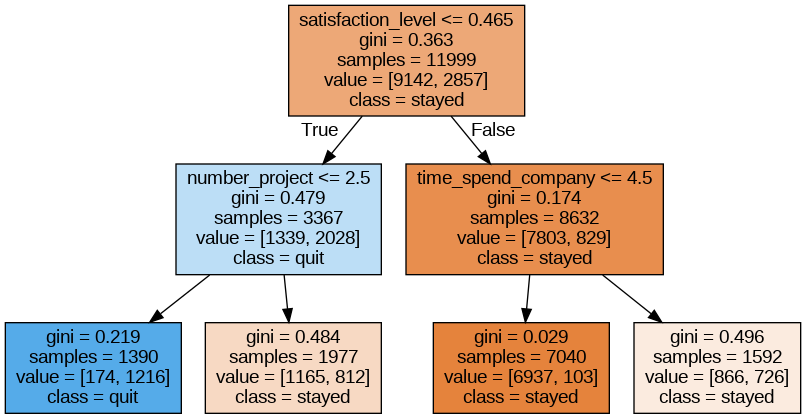 satisfaction_level <= 0.465
gini = 0.363
samples = 11999
value = [9142, 2857]
class = stayed
True
False
number_project <= 2.5
gini = 0.479
samples = 3367
value = [1339, 2028]
class = quit
time_spend_company <= 4.5
gini = 0.174
samples = 8632
value = [7803, 829]
class = stayed
gini = 0.219
samples = 1390
value = [174, 1216]
class = quit
gini = 0.484
samples = 1977
value = [1165, 812]
class = stayed
gini = 0.029
samples = 7040
value = [6937, 103]
class = stayed
gini = 0.496
samples = 1592
value = [866, 726]
class = stayed